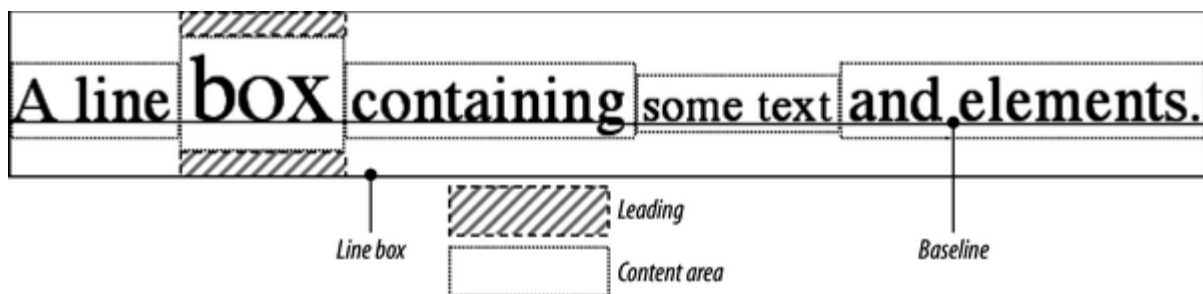 A line box containing some text and elements.
Leading
Line box
Baseline
Content area